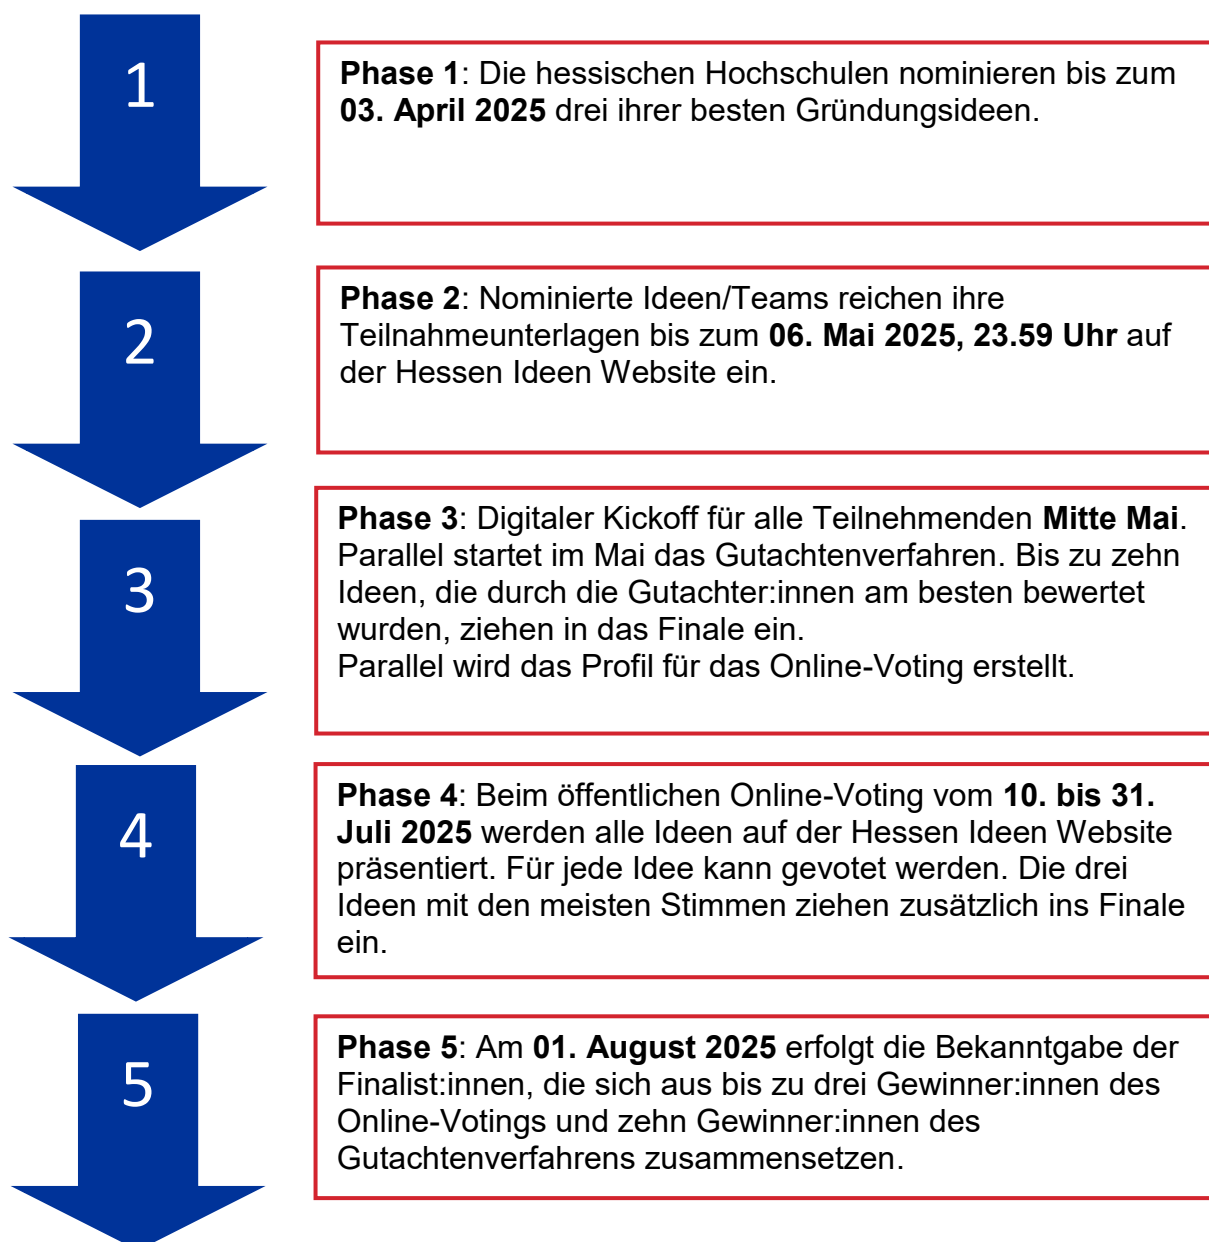 1
Phase 1: Die hessischen Hochschulen nominieren bis zum
03. April 2025 drei ihrer besten Gründungsideen.
2
Phase 2: Nominierte Ideen/Teams reichen ihre
Teilnahmeunterlagen bis zum 06. Mai 2025, 23.59 Uhr auf
der Hessen Ideen Website ein.
3
Phase 3: Digitaler Kickoff für alle Teilnehmenden Mitte Mai.
Parallel startet im Mai das Gutachtenverfahren. Bis zu zehn
Ideen, die durch die Gutachter:innen am besten bewertet
wurden, ziehen in das Finale ein.
Parallel wird das Profil für das Online-Voting erstellt.
4
Phase 4: Beim öffentlichen Online-Voting vom 10. bis 31.
Juli 2025 werden alle Ideen auf der Hessen Ideen Website
präsentiert. Für jede Idee kann gevotet werden. Die drei
Ideen mit den meisten Stimmen ziehen zusätzlich ins Finale
ein.
5
Phase 5: Am 01. August 2025 erfolgt die Bekanntgabe der
Finalist:innen, die sich aus bis zu drei Gewinner:innen des
Online-Votings und zehn Gewinner:innen des
Gutachtenverfahrens zusammensetzen.